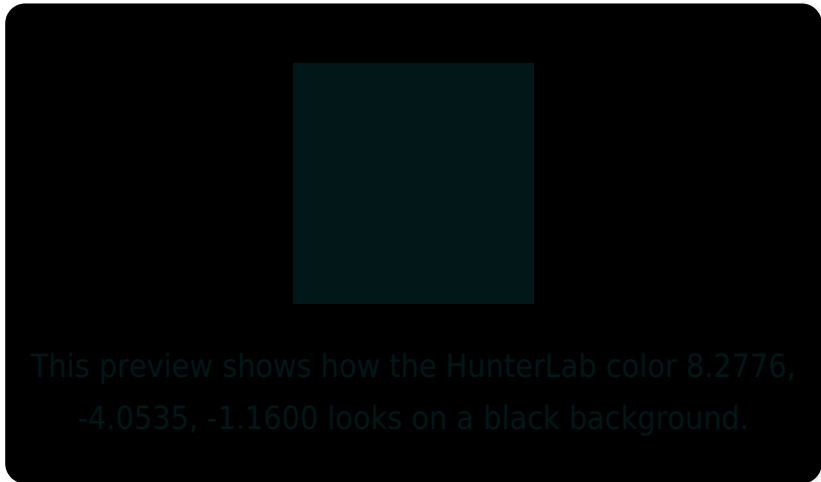 This preview shows how the HunterLab color 8.2776,
-4.0535, -1.1600 looks on a black background.